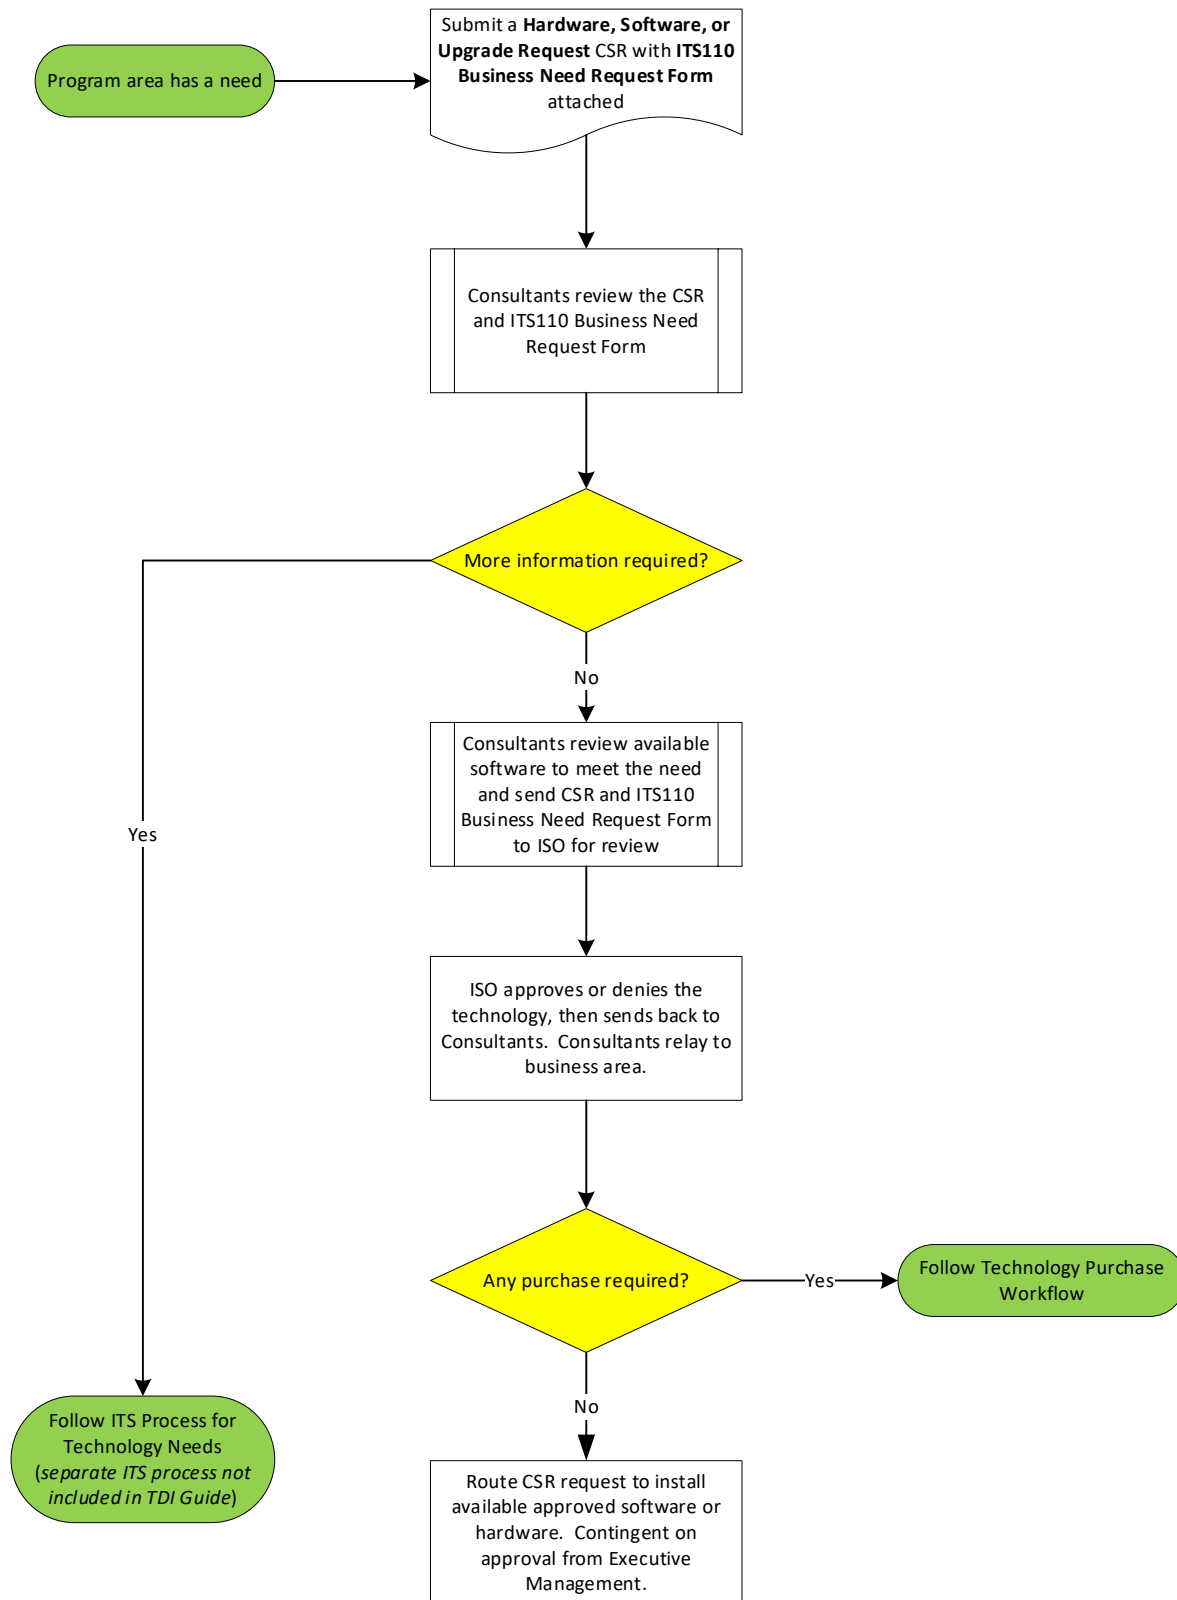 Program area has a need
Submit a Hardware, Software, or
Upgrade Request CSR with ITS110
Business Need Request Form
attached
Consultants review the CSR
and ITS110 Business Need
Request Form
More information required?
No
Yes
Consultants review available
software to meet the need
and send CSR and ITS110
Business Need Request Form
to ISO for review
ISO approves or denies the
technology, then sends back to
Consultants.  Consultants relay to
business area.
Any purchase required?
Yes
Follow Technology Purchase
Workflow
No
Follow ITS Process for
Technology Needs
(separate ITS process not
included in TDI Guide)
Route CSR request to install
available approved software or
hardware.  Contingent on
approval from Executive
Management.